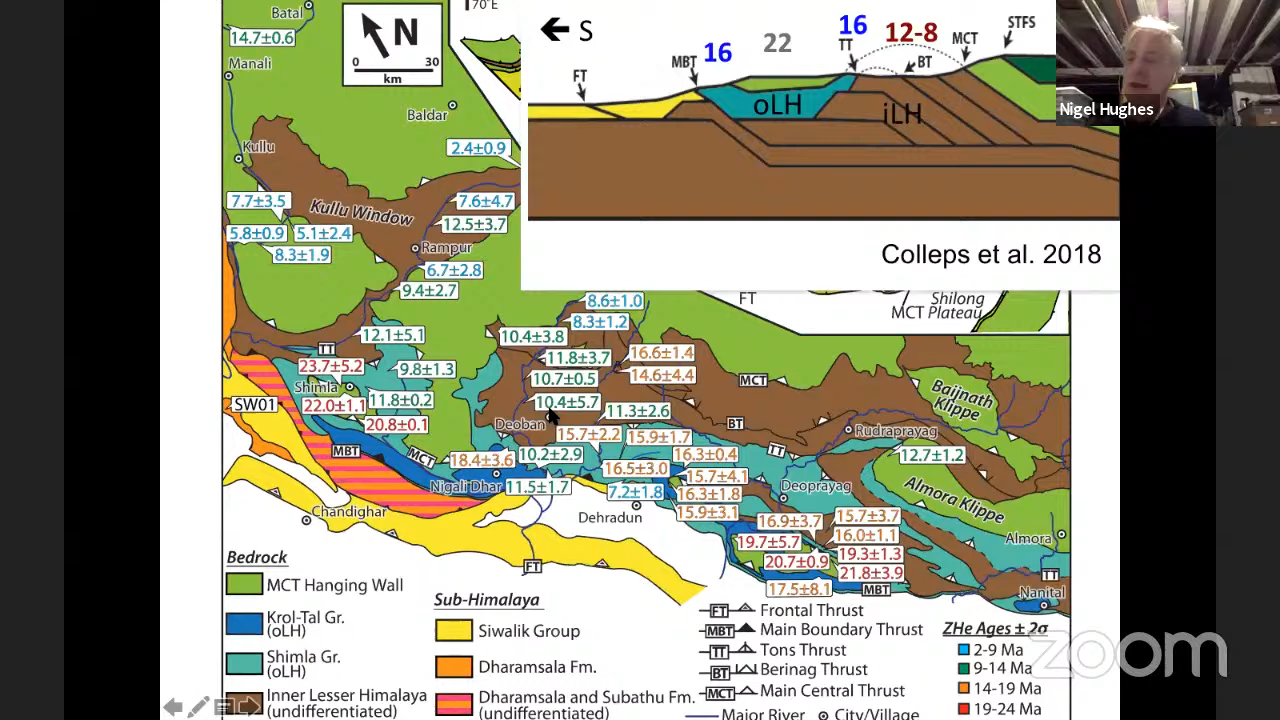 70°E
Batal
14.7±0.6
Manali
N
0 30
km
Baldar
2.4±0.9
Kullu
Kullu Window
7.7±3.5
5.8±0.9
5.1±2.4
8.3±1.9
7.6±4.7
12.5±3.7
Rampur
6.7±2.8
9.4±2.7
S
FT
MBT
16
22
16
TT
12-8
BT
MCT
STFS
oLH
iLH
Colleps et al. 2018
Nigel Hughes
FT
Shilong
MCT Plateau
8.6±1.0
8.3±1.2
12.1±5.1
10.4±3.8
TT
23.7±5.2
9.8±1.3
11.8±3.7
16.6±1.4
14.6±4.4
10.7±0.5
MCT
Shimla
SW01
22.0±1.1
11.8±0.2
10.4±5.7
11.3±2.6
20.8±0.1
Deoban
BT
Baijnath
Klippe
Rudraprayag
15.7±2.2
15.9±1.7
TT
MBT
MCT
18.4±3.6
10.2±2.9
16.3±0.4
12.7±1.2
16.5±3.0
15.7±4.1
Nigali Dhar
11.5±1.7
7.2±1.8
16.3±1.8
Deoprayag
Almora Klippe
Chandighar
Dehradun
15.9±3.1
16.9±3.7
15.7±3.7
16.0±1.1
Almora
19.7±5.7
19.3±1.3
20.7±0.9
21.8±3.9
17.5±8.1
MBT
TT
Nanital
FT
Bedrock
MCT Hanging Wall
Krol-Tal Gr.
(oLH)
Shimla Gr.
(oLH)
Inner Lesser Himalaya
(undifferentiated)
Sub-Himalaya
Siwalik Group
Dharamsala Fm.
Dharamsala and Subathu Fm.
(undifferentiated)
FT Frontal Thrust
MBT Main Boundary Thrust
TT Tons Thrust
BT Berinag Thrust
MCT Main Central Thrust
Major River
City/Village
ZHe Ages ± 2σ
2-9 Ma
9-14 Ma
14-19 Ma
19-24 Ma
zoom